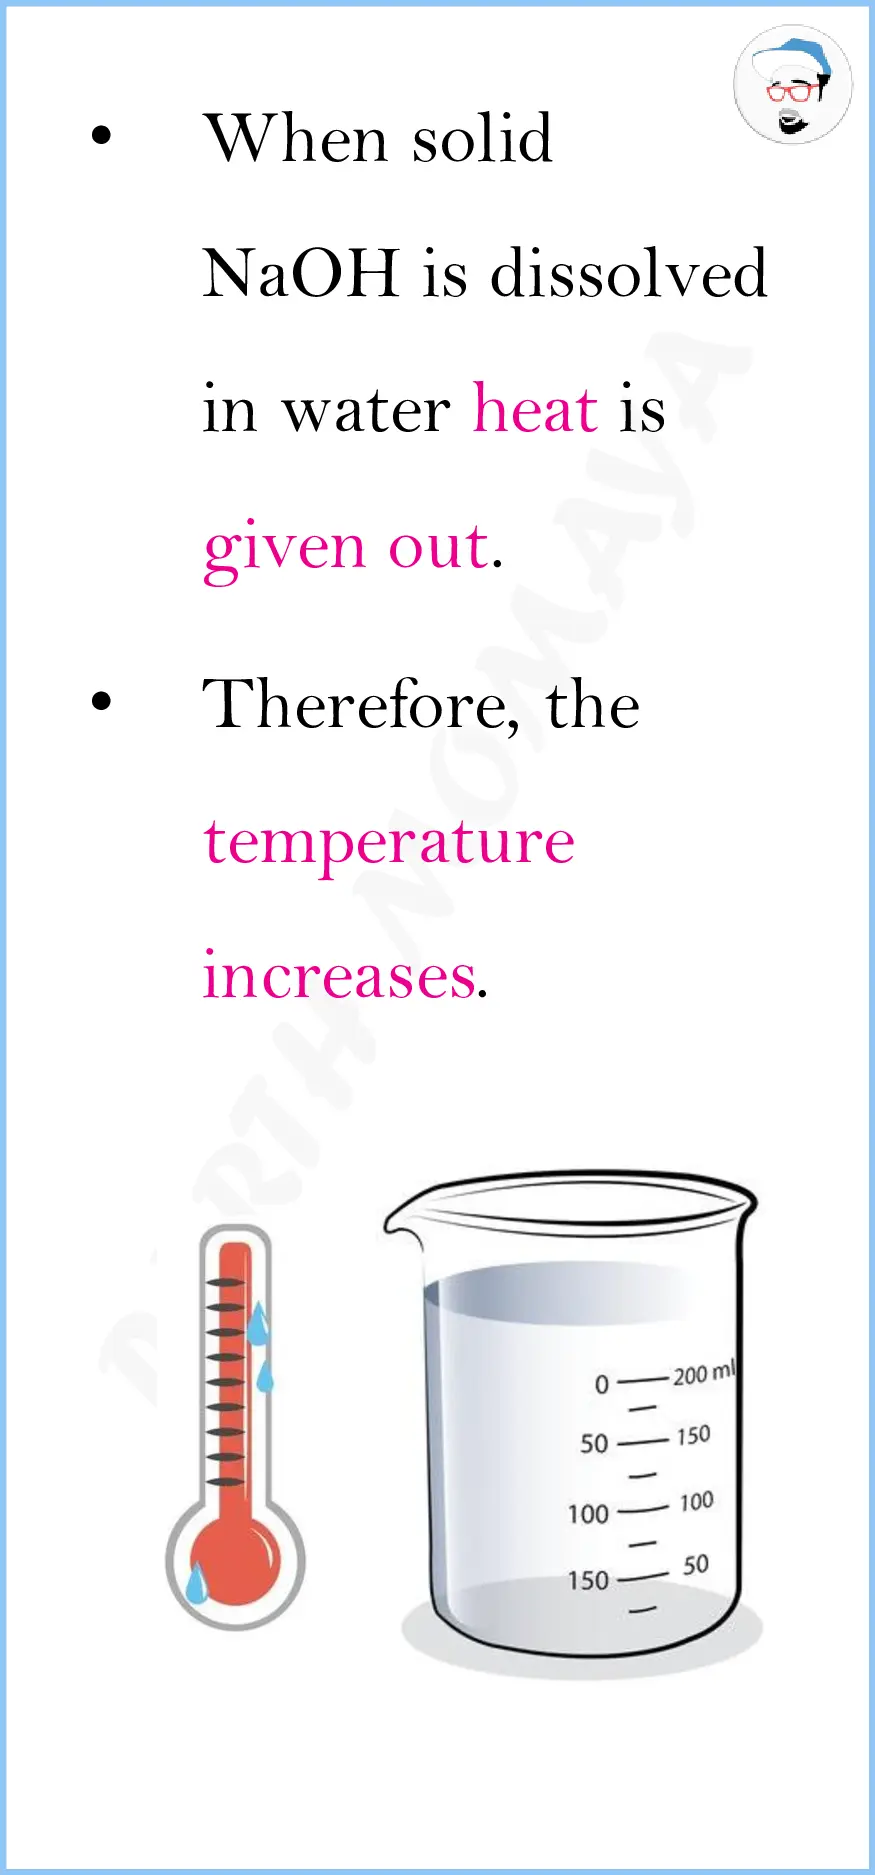 • When solid
NaOH is dissolved
in water heat is
given out.
• Therefore, the
temperature
increases.
0 200 ml
50 150
100 100
150 50